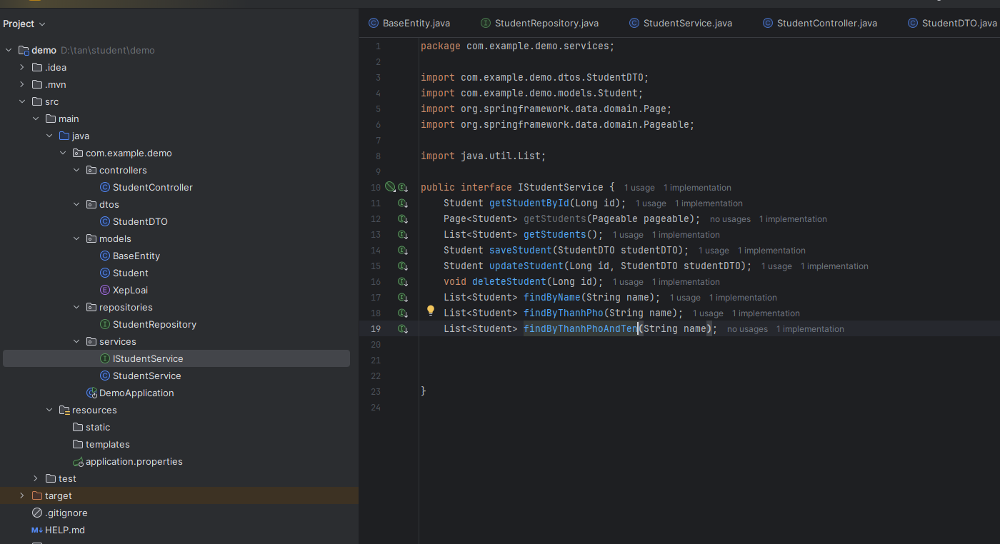 Project
demo D:\tan\student\demo
.idea
.mvn
src
main
java
com.example.demo
controllers
StudentController
dtos
StudentDTO
models
BaseEntity
Student
XepLoai
repositories
StudentRepository
services
IStudentService
StudentService
DemoApplication
resources
static
templates
application.properties
test
target
.gitignore
HELP.md
BaseEntity.java StudentRepository.java StudentService.java StudentController.java StudentDTO.java
1 package com.example.demo.services;
2
3 import com.example.demo.dtos.StudentDTO;
4 import com.example.demo.models.Student;
5 import org.springframework.data.domain.Page;
6 import org.springframework.data.domain.Pageable;
7
8 import java.util.List;
9
10 public interface IStudentService { 1 usage 1 implementation
11 Student getStudentById(Long id); 1 usage 1 implementation
12 Page<Student> getStudents(Pageable pageable); no usages 1 implementation
13 List<Student> getStudents(); 1 usage 1 implementation
14 Student saveStudent(StudentDTO studentDTO); 1 usage 1 implementation
15 Student updateStudent(Long id, StudentDTO studentDTO); 1 usage 1 implementation
16 void deleteStudent(Long id); 1 usage 1 implementation
17 List<Student> findByName(String name); 1 usage 1 implementation
18 List<Student> findByThanhPho(String name); 1 usage 1 implementation
19 List<Student> findByThanhPhoAndTen(String name); no usages 1 implementation
20
21
22
23 }
24